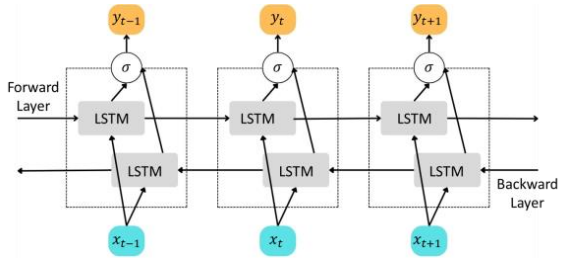 y_{t-1} y_t y_{t+1}
σ σ σ
Forward
Layer
LSTM LSTM LSTM
LSTM LSTM LSTM
Backward
Layer
x_{t-1} x_t x_{t+1}